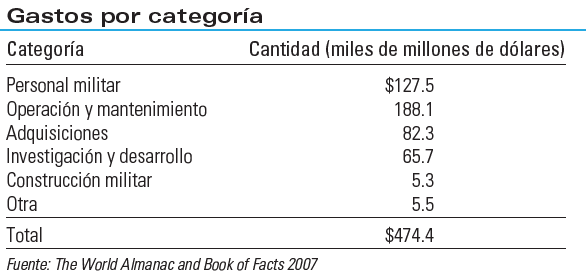 Gastos por categoría
Categoría Cantidad (miles de millones de dólares)
Personal militar $127.5
Operación y mantenimiento 188.1
Adquisiciones 82.3
Investigación y desarrollo 65.7
Construcción militar 5.3
Otra 5.5
Total $474.4
Fuente: The World Almanac and Book of Facts 2007